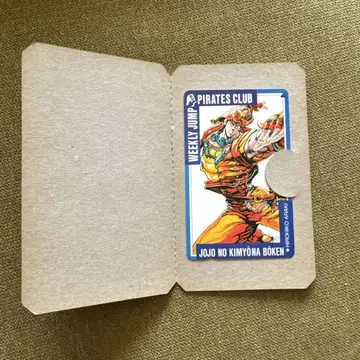 WEEKLY JUMP
PIRATES CLUB
HIROHIKO ARAKI
JOJO NO KIMYŌNA BŌKEN